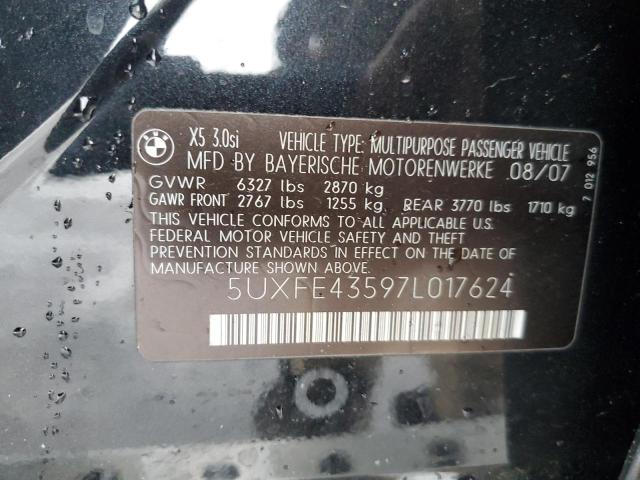 BMW
X5 3.0si VEHICLE TYPE: MULTIPURPOSE PASSENGER VEHICLE
MFD BY BAYERISCHE MOTORENWERKE 08/07
GVWR 6327 lbs 2870 kg
GAWR FRONT 2767 lbs 1255 kg REAR 3770 lbs 1710 kg
THIS VEHICLE CONFORMS TO ALL APPLICABLE U.S.
FEDERAL MOTOR VEHICLE SAFETY AND THEFT
PREVENTION STANDARDS IN EFFECT ON THE DATE OF
MANUFACTURE SHOWN ABOVE.
5UXFE43597L017624
7 012 956